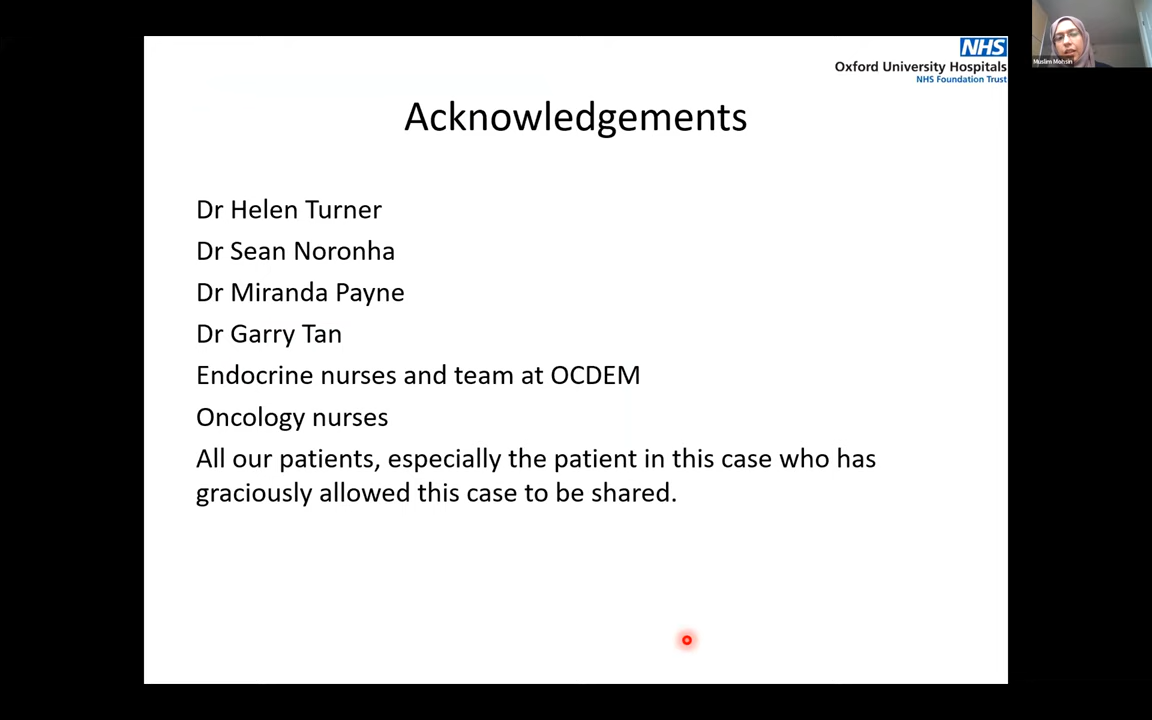 NHS
Oxford University Hospitals
NHS Foundation Trust
Muslim Mohsin
Acknowledgements
Dr Helen Turner
Dr Sean Noronha
Dr Miranda Payne
Dr Garry Tan
Endocrine nurses and team at OCDEM
Oncology nurses
All our patients, especially the patient in this case who has
graciously allowed this case to be shared.